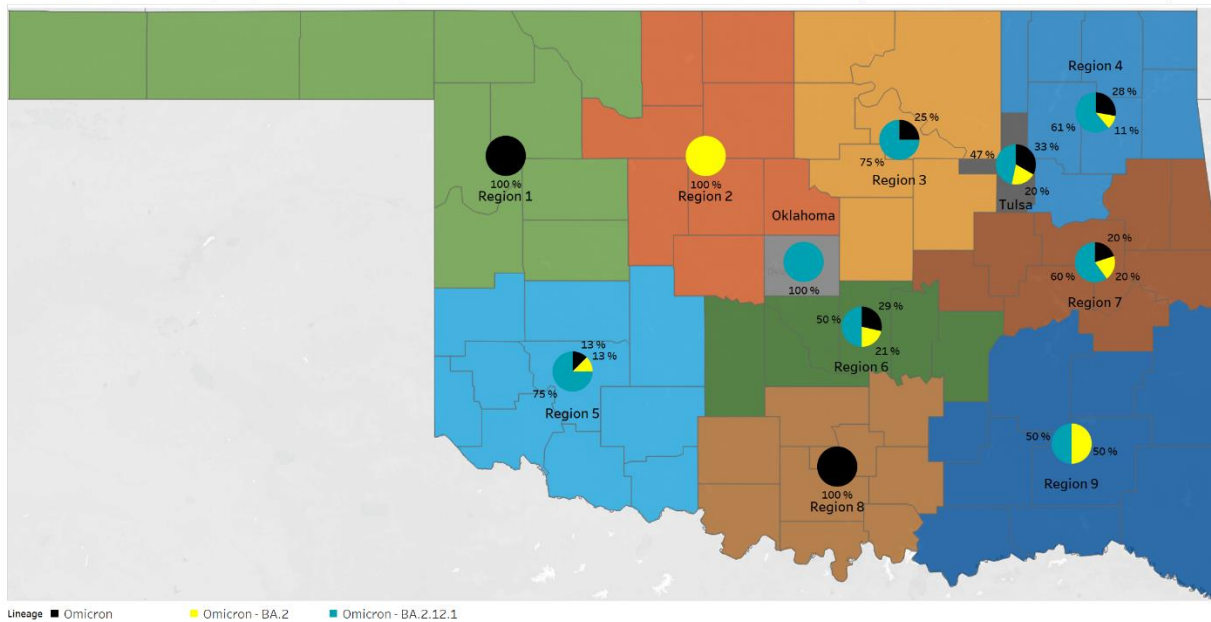 Region 4
28 %
61 %
11 %
25 %
75 %
Region 3
47 %
33 %
20 %
Tulsa
100 %
Region 1
100 %
Region 2
Oklahoma
100 %
20 %
60 %
20 %
Region 7
29 %
50 %
21 %
Region 6
13 %
13 %
75 %
Region 5
50 %
50 %
Region 9
100 %
Region 8
Lineage Omicron Omicron - BA.2 Omicron - BA.2.12.1